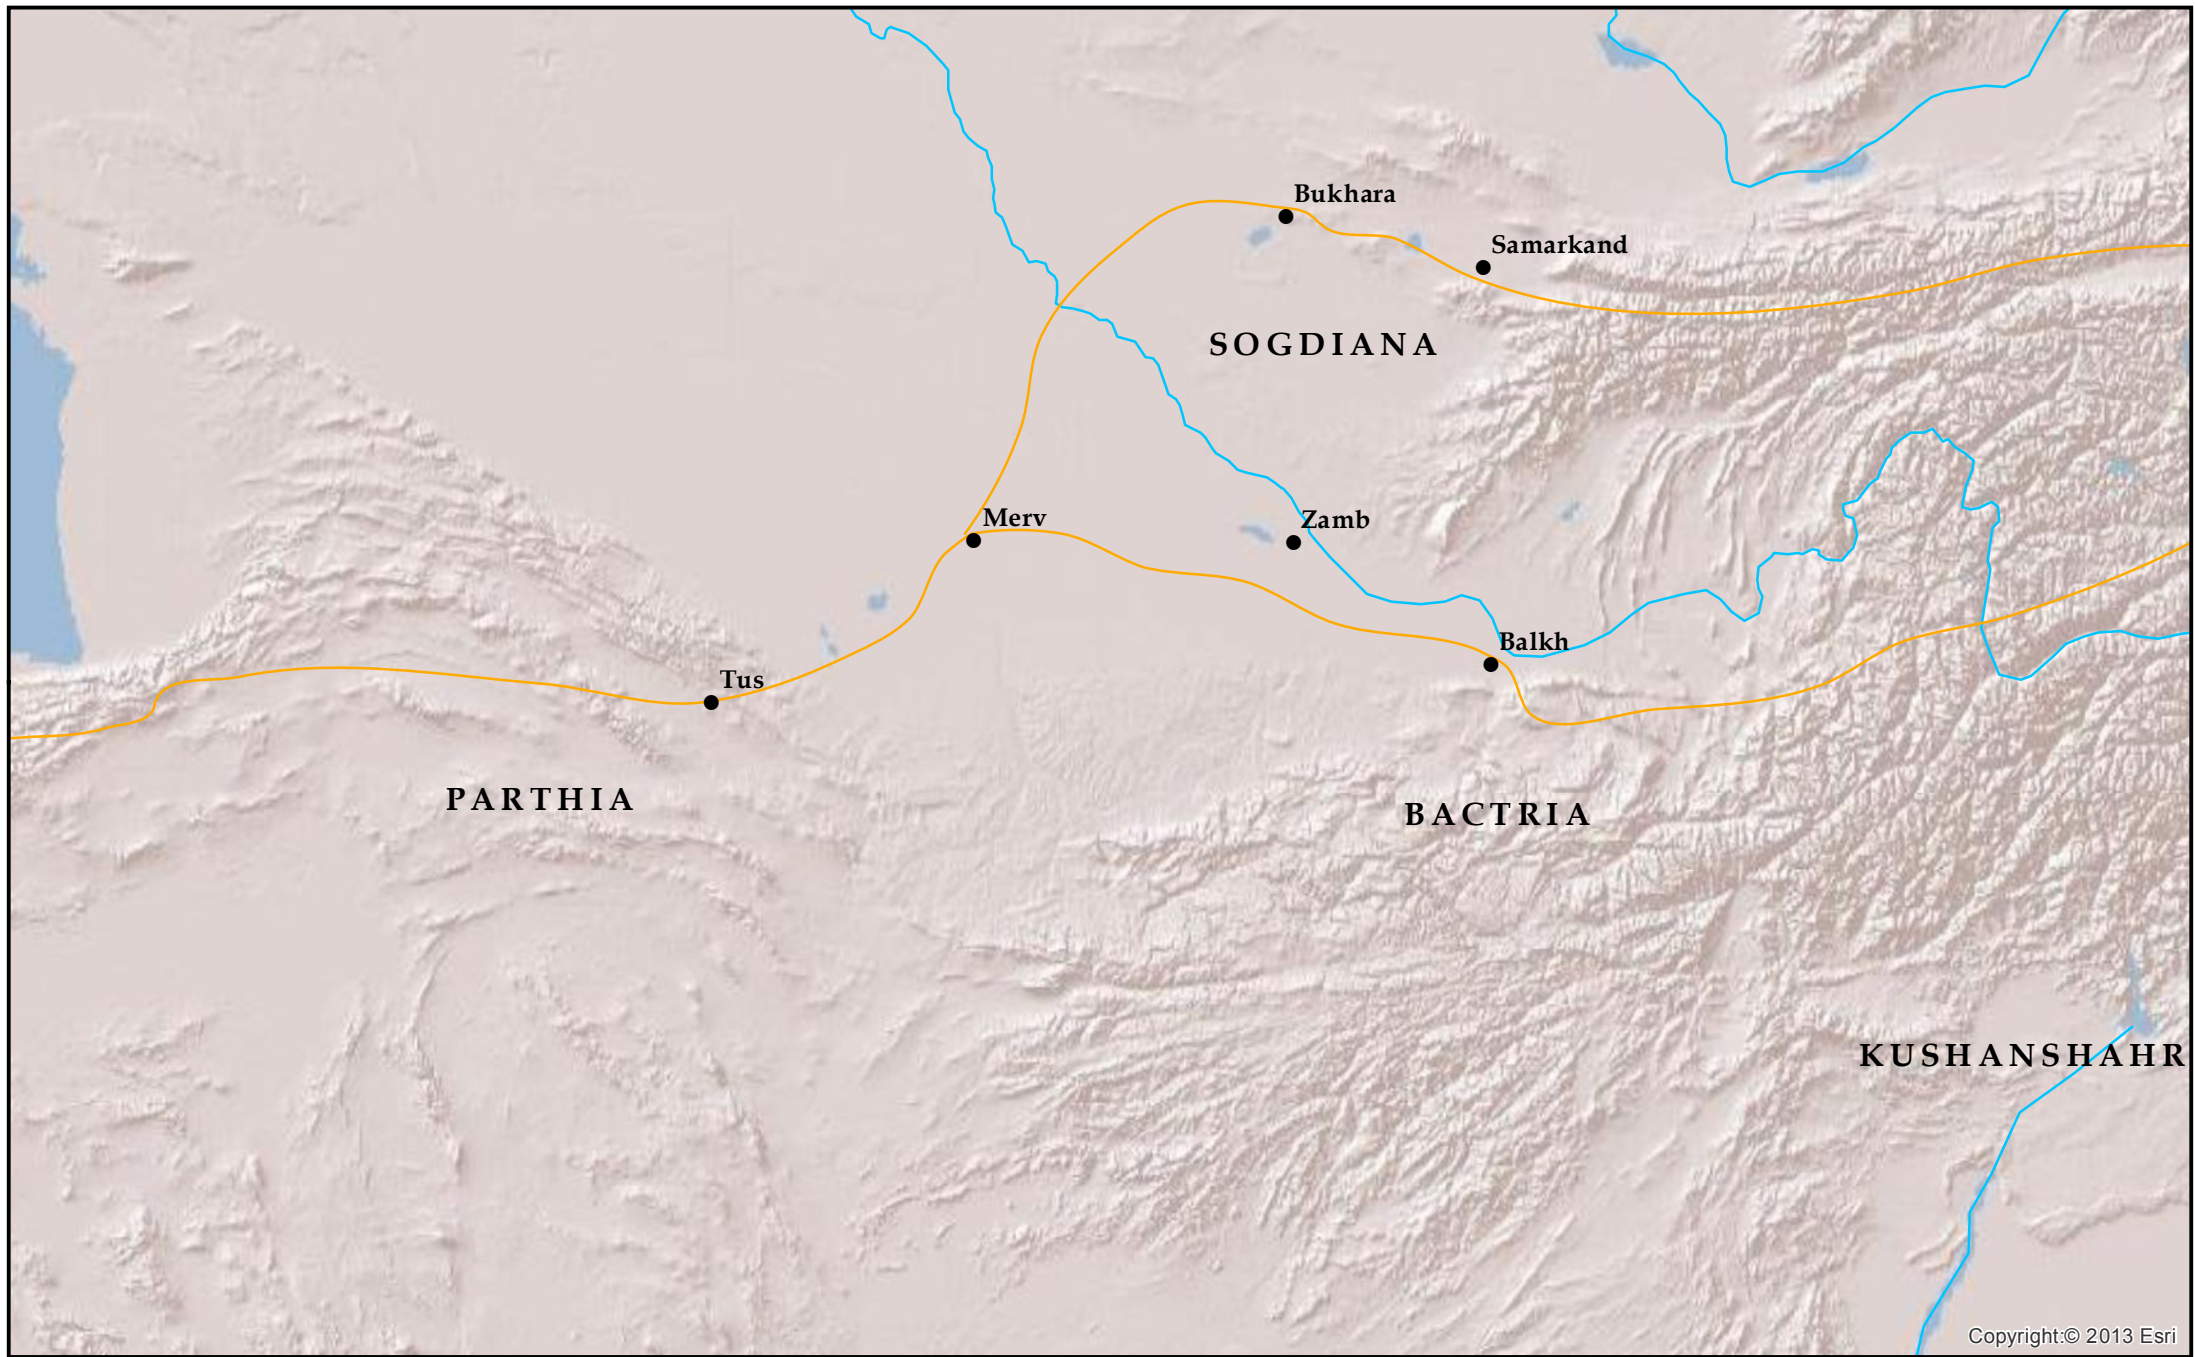 Bukhara
Samarkand
SOGDIANA
Merv
Zamb
Balkh
Tus
PARTHIA
BACTRIA
KUSHANSHAHR
Copyright:© 2013 Esri